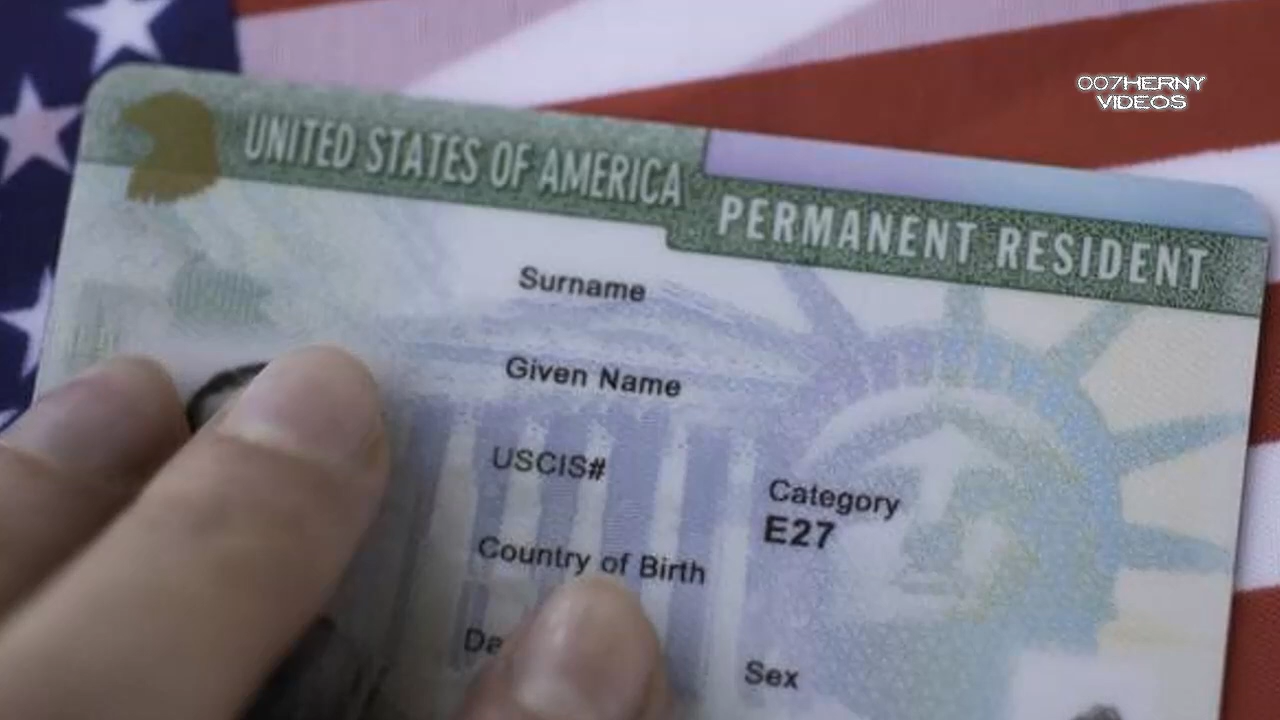 007HERNY
VIDEOS
UNITED STATES OF AMERICA
PERMANENT RESIDENT
Surname
Given Name
USCIS#
Category
E27
Country of Birth
Sex